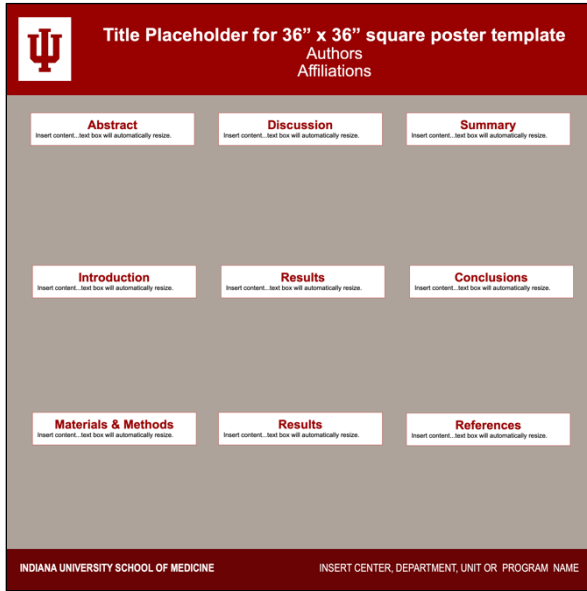 Title Placeholder for 36” x 36” square poster template
Authors
Affiliations
Abstract
Insert content...text box will automatically resize.
Discussion
Insert content...text box will automatically resize.
Summary
Insert content...text box will automatically resize.
Introduction
Insert content...text box will automatically resize.
Results
Insert content...text box will automatically resize.
Conclusions
Insert content...text box will automatically resize.
Materials & Methods
Insert content...text box will automatically resize.
Results
Insert content...text box will automatically resize.
References
Insert content...text box will automatically resize.
INDIANA UNIVERSITY SCHOOL OF MEDICINE
INSERT CENTER, DEPARTMENT, UNIT OR PROGRAM NAME